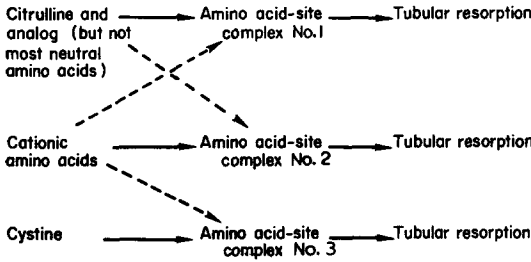 Citrulline and
analog (but not
most neutral
amino acids)
Amino acid-site
complex No.1
Tubular resorption
Cationic
amino acids
Amino acid-site
complex No. 2
Tubular resorption
Cystine
Amino acid-site
complex No. 3
Tubular resorption